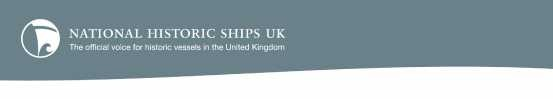 NATIONAL HISTORIC SHIPS UK
The official voice for historic vessels in the United Kingdom